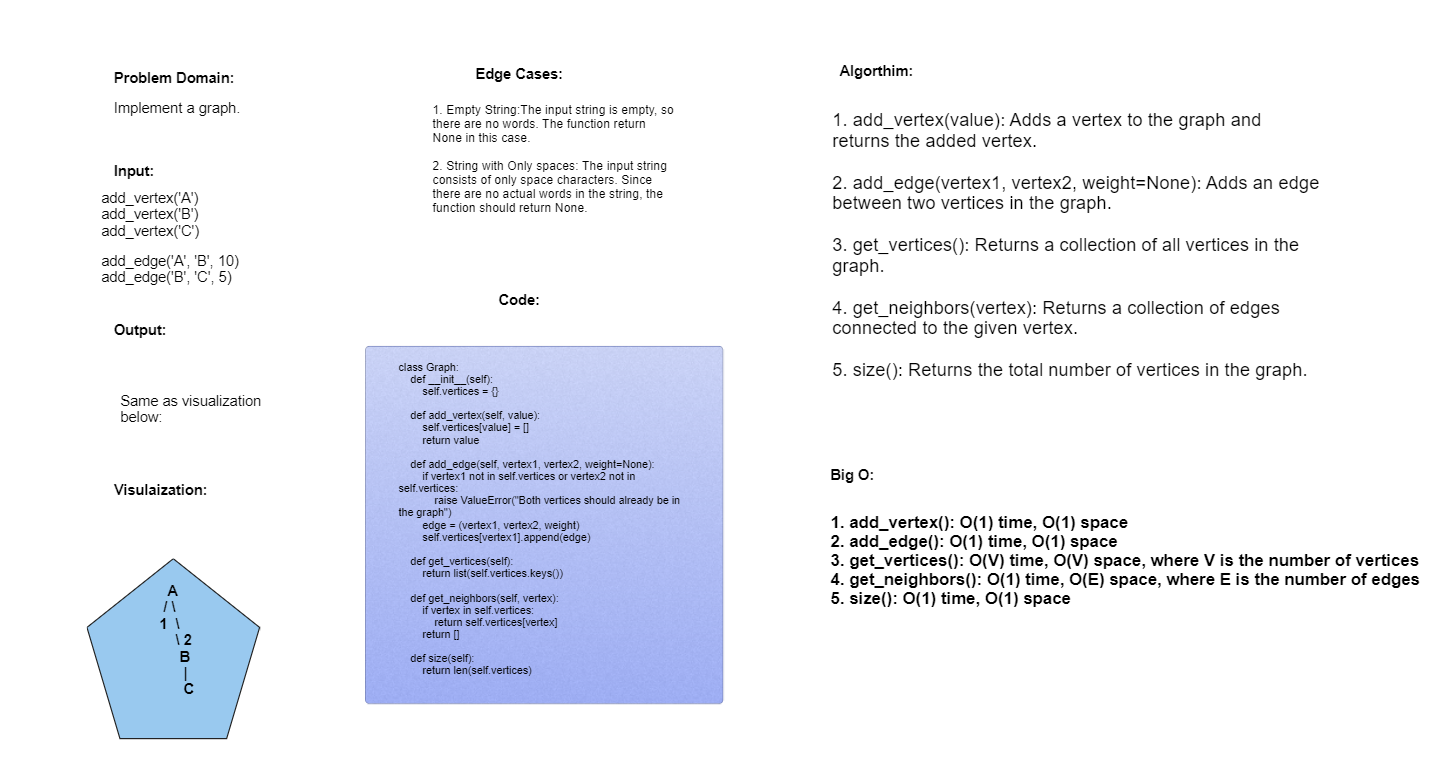 Problem Domain:
Implement a graph.
Input:
add_vertex('A')
add_vertex('B')
add_vertex('C')
add_edge('A', 'B', 10)
add_edge('B', 'C', 5)
Output:
Same as visualization
below:
Visulaization:
A
/ \
1 \
\ 2
B
|
C
Edge Cases:
1. Empty String:The input string is empty, so
there are no words. The function return
None in this case.
2. String with Only spaces: The input string
consists of only space characters. Since
there are no actual words in the string, the
function should return None.
Code:
class Graph:
def __init__(self):
self.vertices = {}
def add_vertex(self, value):
self.vertices[value] = []
return value
def add_edge(self, vertex1, vertex2, weight=None):
if vertex1 not in self.vertices or vertex2 not in
self.vertices:
raise ValueError("Both vertices should already be in
the graph")
edge = (vertex1, vertex2, weight)
self.vertices[vertex1].append(edge)
def get_vertices(self):
return list(self.vertices.keys())
def get_neighbors(self, vertex):
if vertex in self.vertices:
return self.vertices[vertex]
return []
def size(self):
return len(self.vertices)
Algorthim:
1. add_vertex(value): Adds a vertex to the graph and
returns the added vertex.
2. add_edge(vertex1, vertex2, weight=None): Adds an edge
between two vertices in the graph.
3. get_vertices(): Returns a collection of all vertices in the
graph.
4. get_neighbors(vertex): Returns a collection of edges
connected to the given vertex.
5. size(): Returns the total number of vertices in the graph.
Big O:
1. add_vertex(): O(1) time, O(1) space
2. add_edge(): O(1) time, O(1) space
3. get_vertices(): O(V) time, O(V) space, where V is the number of vertices
4. get_neighbors(): O(1) time, O(E) space, where E is the number of edges
5. size(): O(1) time, O(1) space